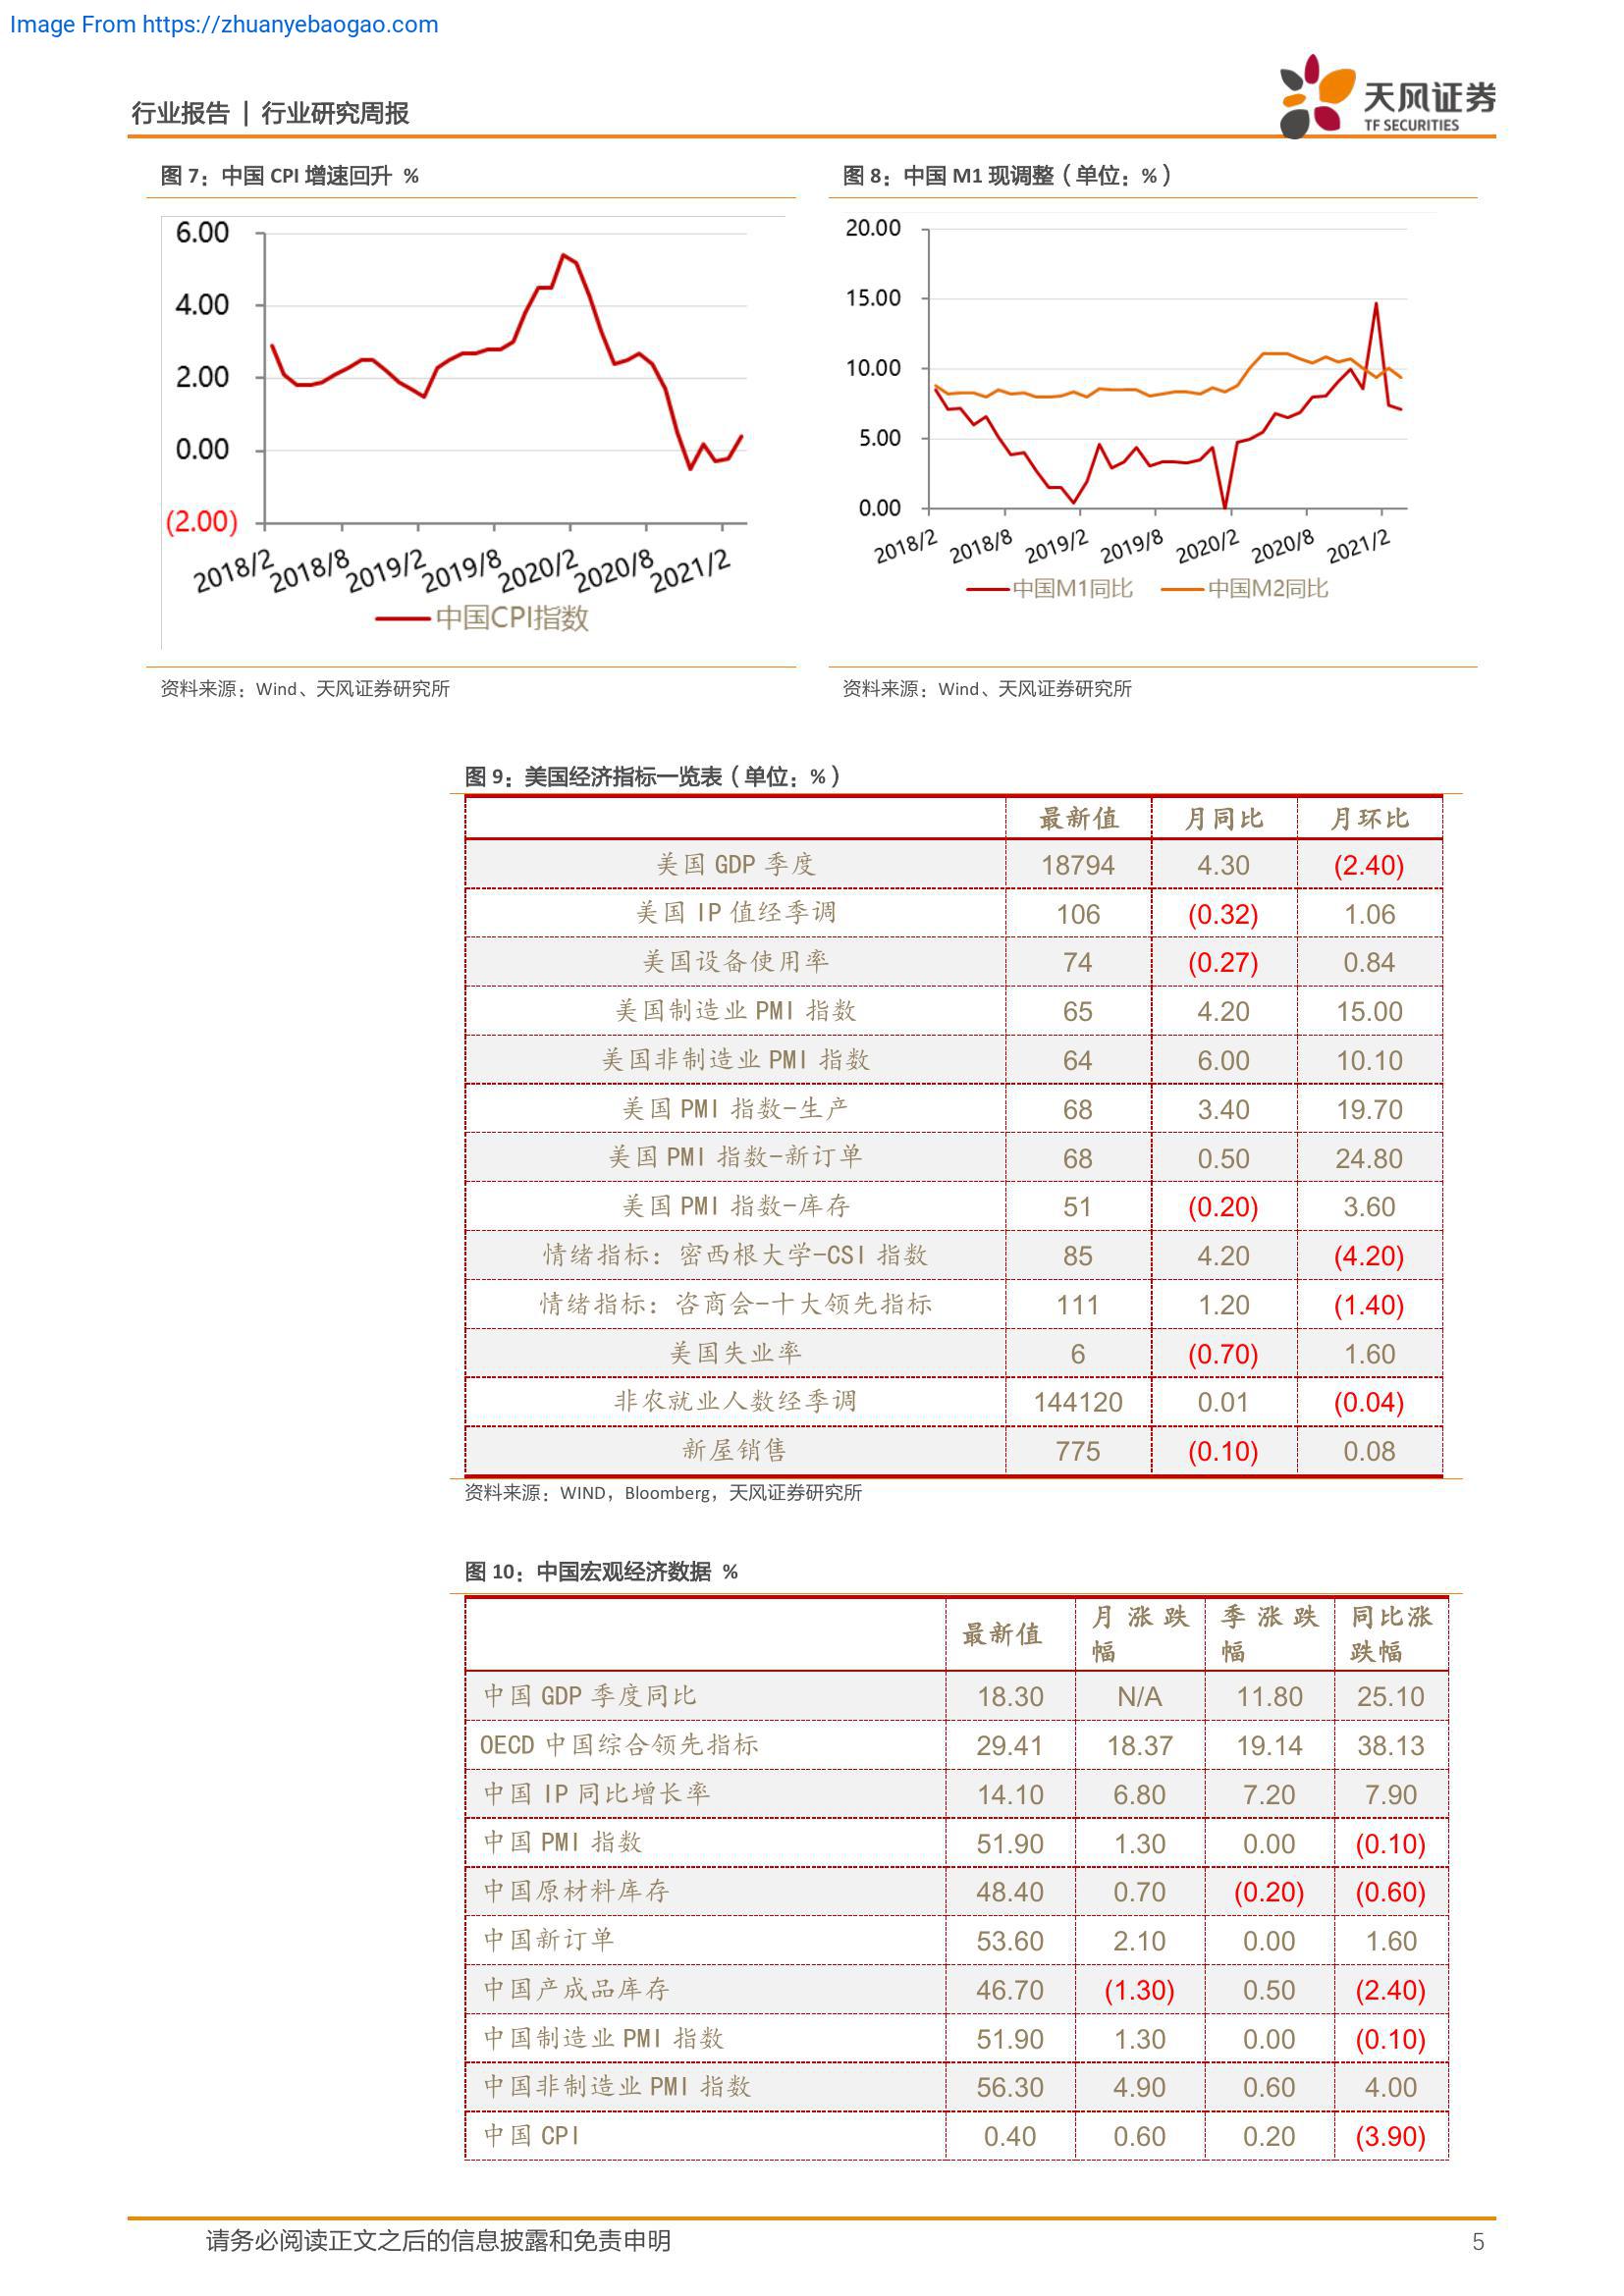 Image From https://zhuanyebaogao.com
行业报告 | 行业研究周报
天风证券
TF SECURITIES
图 7：中国 CPI 增速回升 %
6.00
4.00
2.00
0.00
(2.00)
2018/2 2018/8 2019/2 2019/8 2020/2 2020/8 2021/2
中国CPI指数
资料来源：Wind、天风证券研究所
图 8：中国 M1 现调整（单位：%）
20.00
15.00
10.00
5.00
0.00
2018/2 2018/8 2019/2 2019/8 2020/2 2020/8 2021/2
中国M1同比 中国M2同比
资料来源：Wind、天风证券研究所
图 9：美国经济指标一览表（单位：%）
最新值 月同比 月环比
美国 GDP 季度 18794 4.30 (2.40)
美国 IP 值经季调 106 (0.32) 1.06
美国设备使用率 74 (0.27) 0.84
美国制造业 PMI 指数 65 4.20 15.00
美国非制造业 PMI 指数 64 6.00 10.10
美国 PMI 指数-生产 68 3.40 19.70
美国 PMI 指数-新订单 68 0.50 24.80
美国 PMI 指数-库存 51 (0.20) 3.60
情绪指标：密西根大学-CSI 指数 85 4.20 (4.20)
情绪指标：咨商会-十大领先指标 111 1.20 (1.40)
美国失业率 6 (0.70) 1.60
非农就业人数经季调 144120 0.01 (0.04)
新屋销售 775 (0.10) 0.08
资料来源：WIND，Bloomberg，天风证券研究所
图 10：中国宏观经济数据 %
最新值 月涨跌幅 季涨跌幅 同比涨跌幅
中国 GDP 季度同比 18.30 N/A 11.80 25.10
OECD 中国综合领先指标 29.41 18.37 19.14 38.13
中国 IP 同比增长率 14.10 6.80 7.20 7.90
中国 PMI 指数 51.90 1.30 0.00 (0.10)
中国原材料库存 48.40 0.70 (0.20) (0.60)
中国新订单 53.60 2.10 0.00 1.60
中国产成品库存 46.70 (1.30) 0.50 (2.40)
中国制造业 PMI 指数 51.90 1.30 0.00 (0.10)
中国非制造业 PMI 指数 56.30 4.90 0.60 4.00
中国 CPI 0.40 0.60 0.20 (3.90)
请务必阅读正文之后的信息披露和免责申明 5